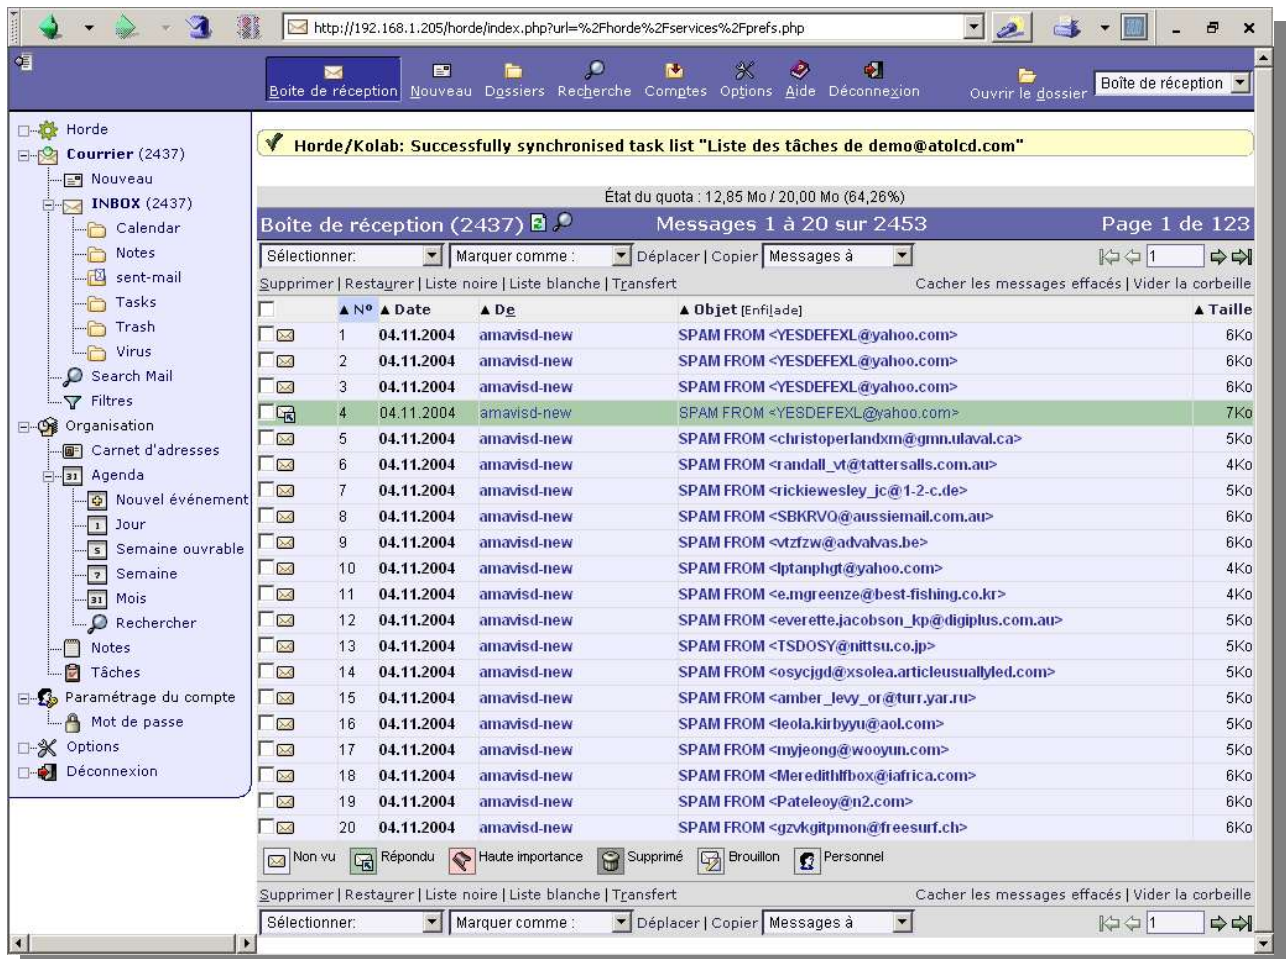 http://192.168.1.205/horde/index.php?url=%2Fhorde%2Fservices%2Fprefs.php
Boite de réception Nouveau Dossiers Recherche Comptes Options Aide Déconnexion Ouvrir le dossier Boîte de réception
Horde
Courrier (2437)
Nouveau
INBOX (2437)
Calendar
Notes
sent-mail
Tasks
Trash
Virus
Search Mail
Filtres
Organisation
Carnet d'adresses
Agenda
Nouvel événement
Jour
Semaine ouvrable
Semaine
Mois
Rechercher
Notes
Tâches
Paramétrage du compte
Mot de passe
Options
Déconnexion
Horde/Kolab: Successfully synchronised task list "Liste des tâches de demo@atolcd.com"
État du quota : 12,85 Mo / 20,00 Mo (64,26%)
Boîte de réception (2437) Messages 1 à 20 sur 2453 Page 1 de 123
Sélectionner: Marquer comme : Déplacer | Copier Messages à 1
Supprimer | Restaurer | Liste noire | Liste blanche | Transfert Cacher les messages effacés | Vider la corbeille
▲ Nº ▲ Date ▲ De ▲ Objet [Enfilade] ▲ Taille
1 04.11.2004 amavisd-new SPAM FROM <YESDEFEXL@yahoo.com> 6Ko
2 04.11.2004 amavisd-new SPAM FROM <YESDEFEXL@yahoo.com> 6Ko
3 04.11.2004 amavisd-new SPAM FROM <YESDEFEXL@yahoo.com> 6Ko
4 04.11.2004 amavisd-new SPAM FROM <YESDEFEXL@yahoo.com> 7Ko
5 04.11.2004 amavisd-new SPAM FROM <christoperlandxm@gmn.ulaval.ca> 5Ko
6 04.11.2004 amavisd-new SPAM FROM <randall_vt@tattersalls.com.au> 4Ko
7 04.11.2004 amavisd-new SPAM FROM <rickiewesley_jc@1-2-c.de> 5Ko
8 04.11.2004 amavisd-new SPAM FROM <SBKRVQ@aussiemail.com.au> 6Ko
9 04.11.2004 amavisd-new SPAM FROM <vtzfzw@advalvas.be> 6Ko
10 04.11.2004 amavisd-new SPAM FROM <lptanphgt@yahoo.com> 4Ko
11 04.11.2004 amavisd-new SPAM FROM <e.mgreenze@best-fishing.co.kr> 4Ko
12 04.11.2004 amavisd-new SPAM FROM <everette.jacobson_kp@digiplus.com.au> 5Ko
13 04.11.2004 amavisd-new SPAM FROM <TSDOSY@nittsu.co.jp> 5Ko
14 04.11.2004 amavisd-new SPAM FROM <osycjgd@xsolea.articleusuallyled.com> 5Ko
15 04.11.2004 amavisd-new SPAM FROM <amber_levy_or@turr.yar.ru> 5Ko
16 04.11.2004 amavisd-new SPAM FROM <leola.kirbyyu@aol.com> 5Ko
17 04.11.2004 amavisd-new SPAM FROM <myjeong@wooyun.com> 5Ko
18 04.11.2004 amavisd-new SPAM FROM <Meredithlfbox@iafrica.com> 6Ko
19 04.11.2004 amavisd-new SPAM FROM <Pateleoy@n2.com> 6Ko
20 04.11.2004 amavisd-new SPAM FROM <gzvkgitpmon@freesurf.ch> 6Ko
Non vu Répondu Haute importance Supprimé Brouillon Personnel
Supprimer | Restaurer | Liste noire | Liste blanche | Transfert Cacher les messages effacés | Vider la corbeille
Sélectionner: Marquer comme : Déplacer | Copier Messages à 1